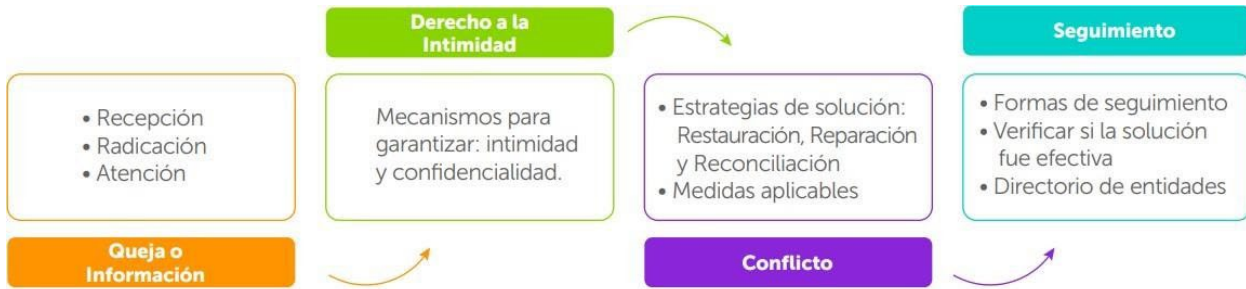 • Recepción
• Radicación
• Atención
Queja o
Información
Derecho a la
Intimidad
Mecanismos para
garantizar: intimidad
y confidencialidad.
• Estrategias de solución:
Restauración, Reparación
y Reconciliación
• Medidas aplicables
Conflicto
Seguimiento
• Formas de seguimiento
• Verificar si la solución
fue efectiva
• Directorio de entidades